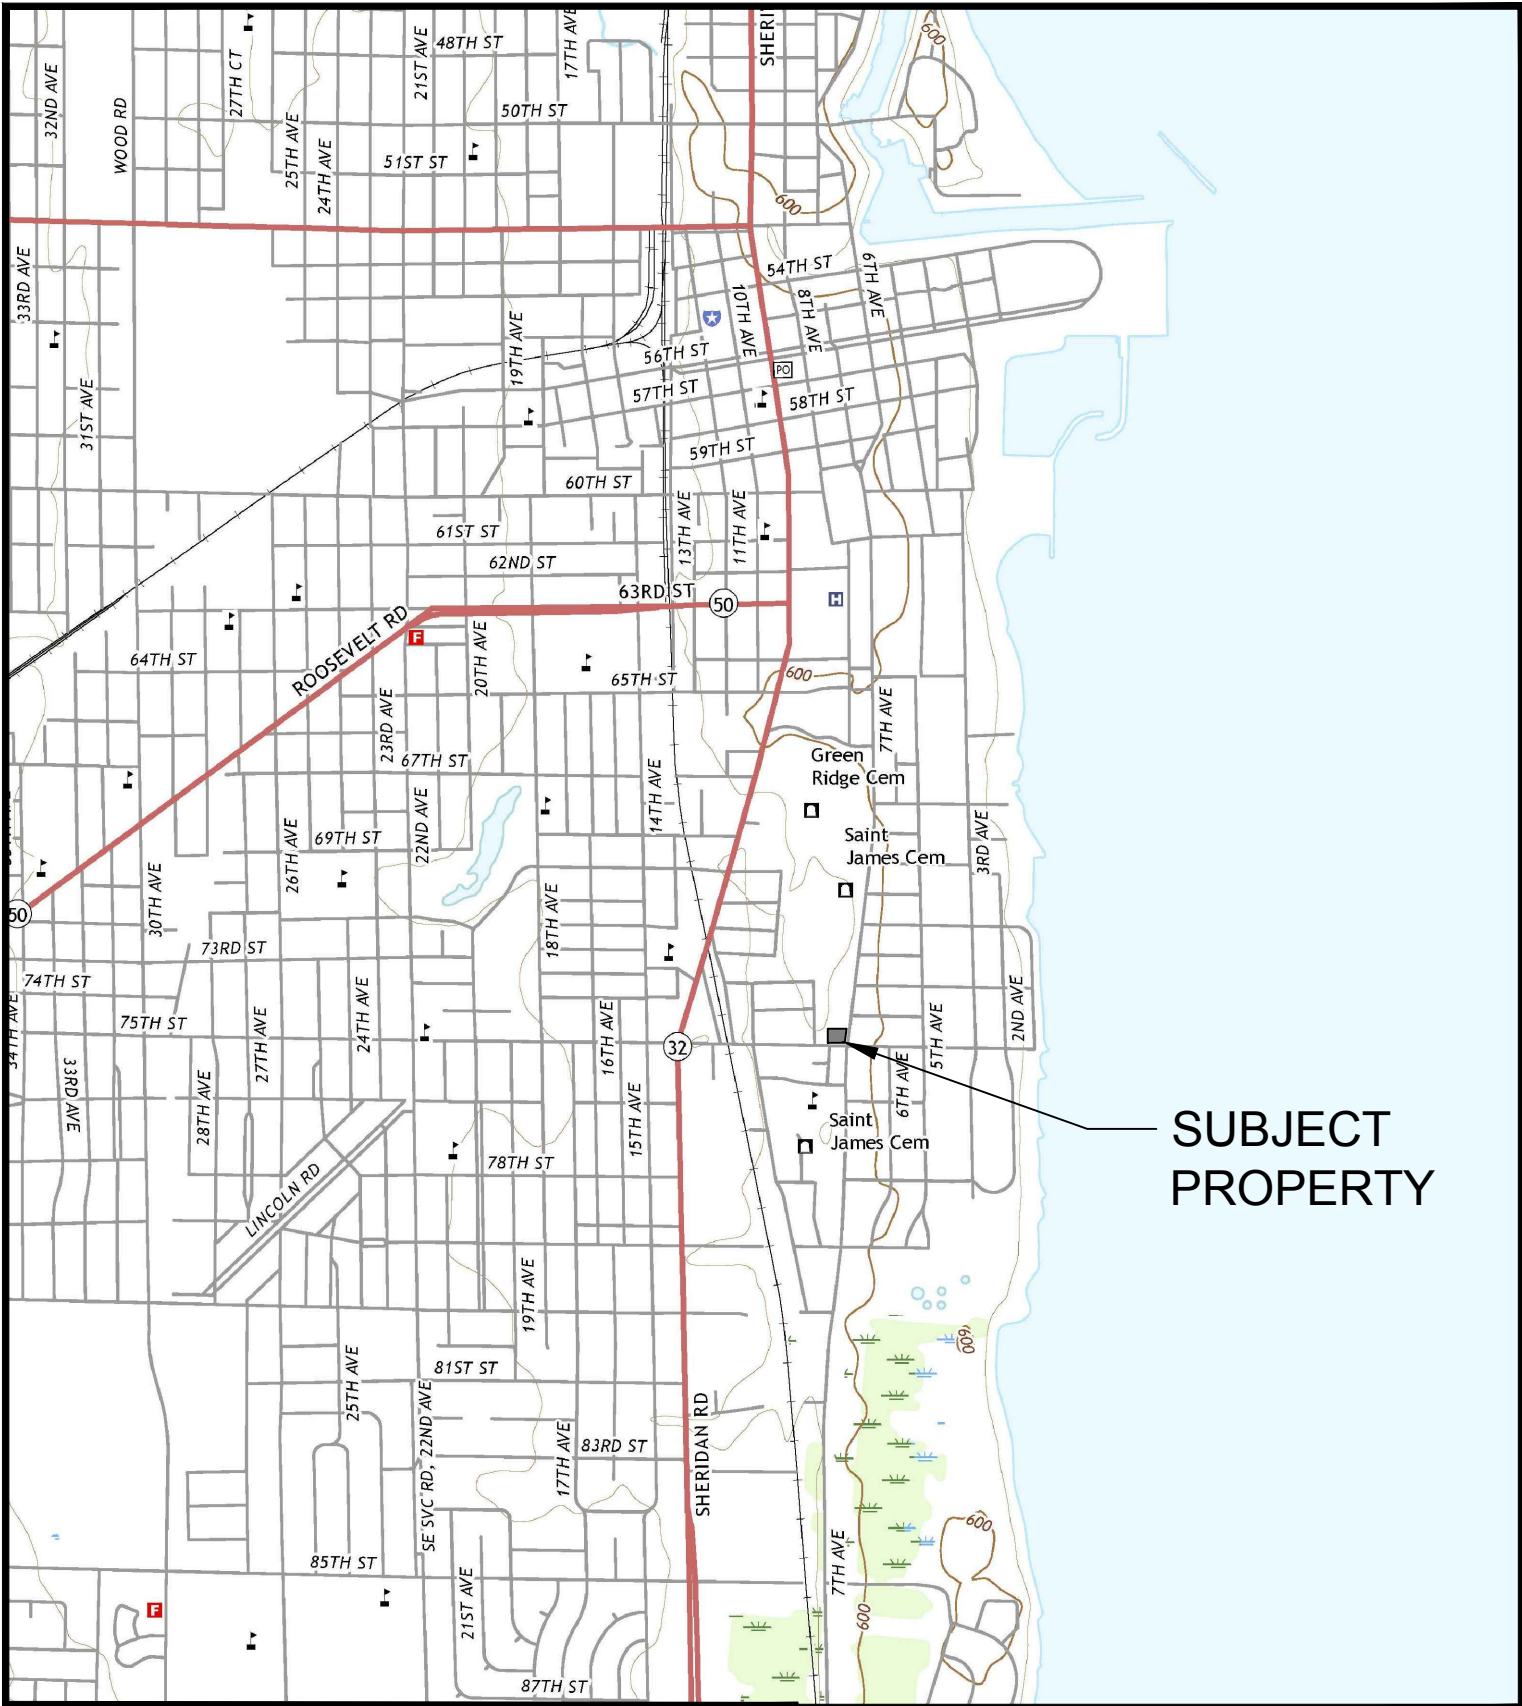 48TH ST
17TH AVE
SHERI
600
32ND AVE
WOOD RD
27TH CT
21ST AVE
25TH AVE
24TH AVE
50TH ST
51ST ST
600
33RD AVE
54TH ST
6TH AVE
10TH AVE
8TH AVE
19TH AVE
56TH ST
PO
57TH ST
58TH ST
31ST AVE
59TH ST
60TH ST
13TH AVE
11TH AVE
61ST ST
62ND ST
63RD ST
50
H
ROOSEVELT RD
F
64TH ST
20TH AVE
65TH ST
600
23RD AVE
7TH AVE
67TH ST
14TH AVE
Green
Ridge Cem
22ND AVE
69TH ST
26TH AVE
Saint
James Cem
3RD AVE
50
30TH AVE
18TH AVE
73RD ST
74TH ST
34TH AVE
75TH ST
27TH AVE
24TH AVE
16TH AVE
32
5TH AVE
2ND AVE
33RD AVE
28TH AVE
15TH AVE
6TH AVE
Saint
James Cem
SUBJECT
PROPERTY
78TH ST
LINCOLN RD
19TH AVE
600
81ST ST
25TH AVE
SE SVC RD, 22ND AVE
17TH AVE
83RD ST
SHERIDAN RD
600
85TH ST
7TH AVE
F
21ST AVE
600
87TH ST